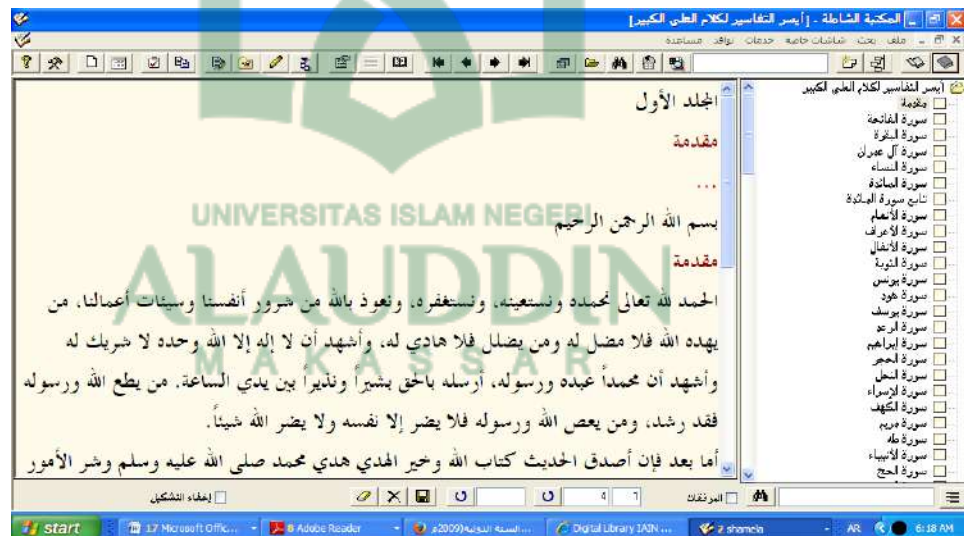 المكتبة الشاملة - [أيسر التفاسير لكلام العلي الكبير]
ملف بحث شاشات خاصة خدمات نوافذ مساعدة
أيسر التفاسير لكلام العلي الكبير
مقدمة
سورة الفاتحة
سورة البقرة
سورة آل عمران
سورة النساء
سورة المائدة
تابع سورة المائدة
سورة الأنعام
سورة الأعراف
سورة الأنفال
سورة التوبة
سورة يونس
سورة هود
سورة يوسف
سورة الرعد
سورة إبراهيم
سورة الحجر
سورة النحل
سورة الإسراء
سورة الكهف
سورة مريم
سورة طه
سورة الأنبياء
سورة الحج
المجلد الأول
مقدمة
...
بسم الله الرحمن الرحيم
مقدمة
الحمد لله تعالى نحمده ونستعينه، ونستغفره، ونعوذ بالله من شرور أنفسنا وسيئات أعمالنا، من
يهده الله فلا مضل له ومن يضلل فلا هادي له، وأشهد أن لا إله إلا الله وحده لا شريك له
وأشهد أن محمداً عبده ورسوله، أرسله بالحق بشيراً ونذيراً بين يدي الساعة. من يطع الله ورسوله
فقد رشد، ومن يعص الله ورسوله فلا يضر إلا نفسه ولا يضر الله شيئاً.
أما بعد فإن أصدق الحديث كتاب الله وخير الهدي هدي محمد صلى الله عليه وسلم وشر الأمور
UNIVERSITAS ISLAM NEGERI
ALAUDDIN
MAKASSAR
المرتقات 1 4 إخفاء التشكيل
start 17 Microsoft Offic... 8 Adobe Reader السنة الدولية(2009م... Digital Library IAIN ... 2 shamela AR 6:18 AM